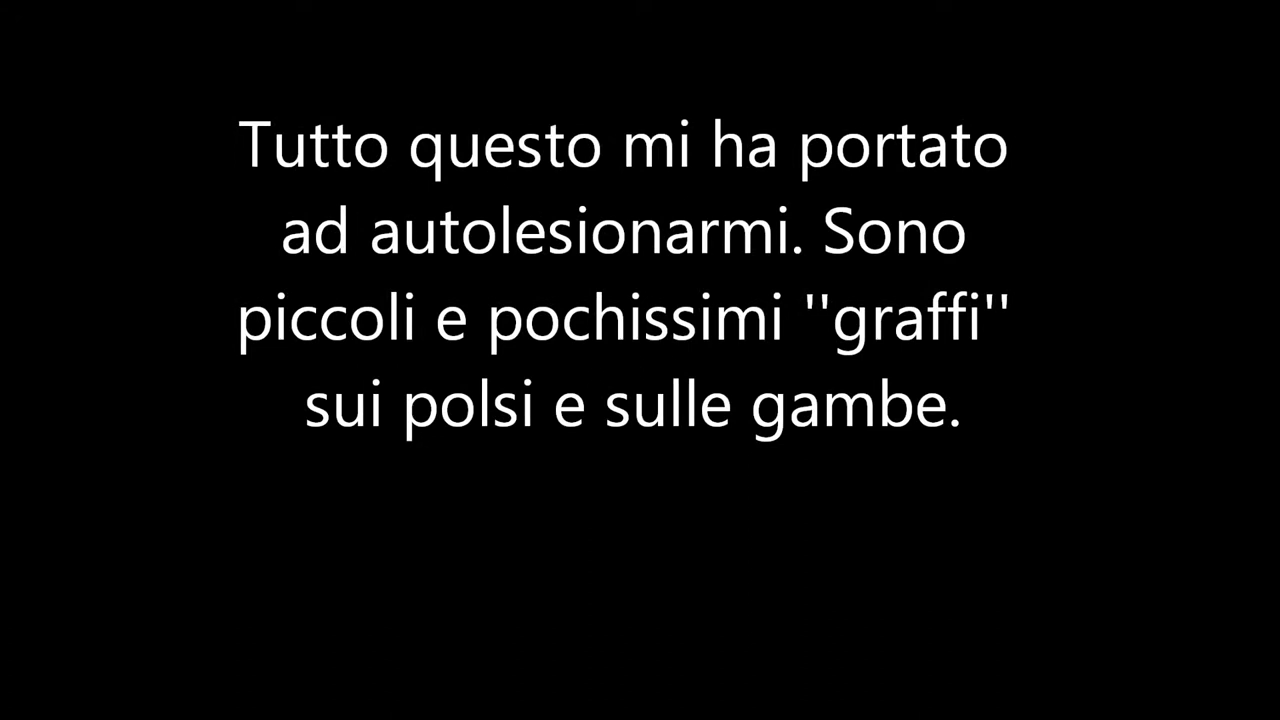 Tutto questo mi ha portato
ad autolesionarmi. Sono
piccoli e pochissimi ''graffi''
sui polsi e sulle gambe.